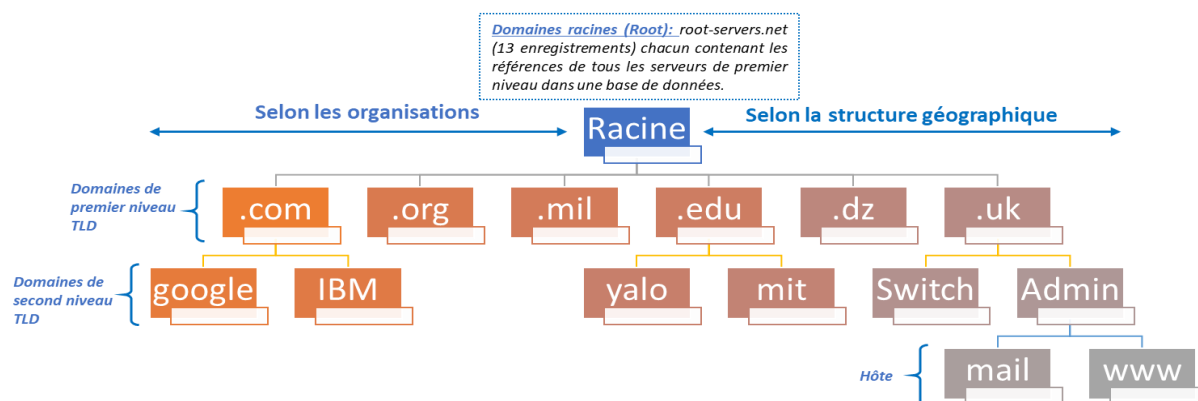 Domaines racines (Root): root-servers.net
(13 enregistrements) chacun contenant les
références de tous les serveurs de premier
niveau dans une base de données.
Selon les organisations
Racine
Selon la structure géographique
Domaines de
premier niveau
TLD
.com
.org
.mil
.edu
.dz
.uk
Domaines de
second niveau
TLD
google
IBM
yalo
mit
Switch
Admin
Hôte
mail
www